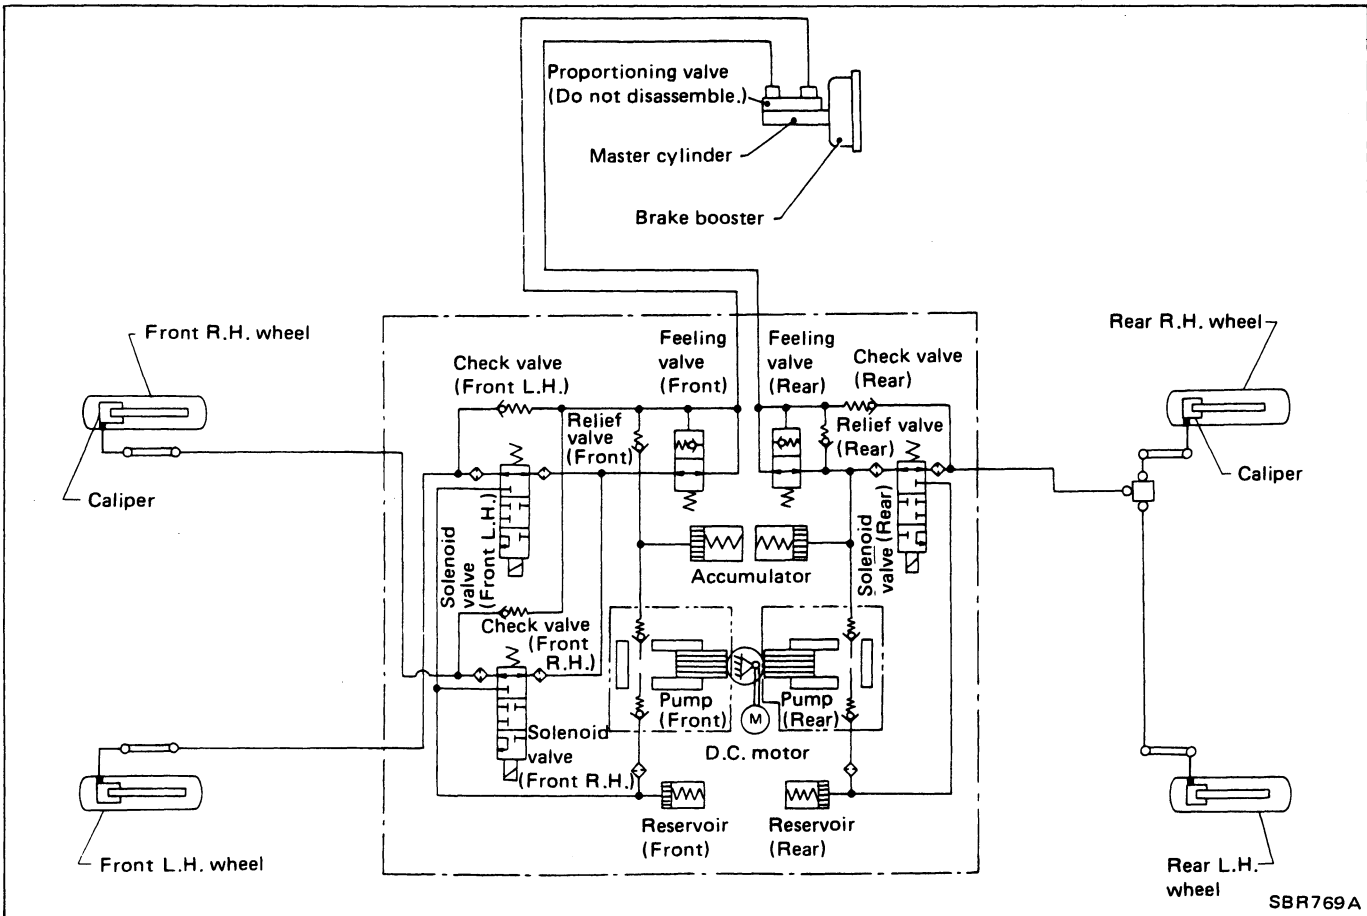 Proportioning valve
(Do not disassemble.)
Master cylinder
Brake booster
Front R.H. wheel
Caliper
Front L.H. wheel
Check valve
(Front L.H.)
Feeling
valve
(Front)
Feeling
valve
(Rear)
Check valve
(Rear)
Relief
valve
(Front)
Relief valve
(Rear)
Solenoid
valve
(Front L.H.)
Solenoid
valve (Rear)
Accumulator
Check valve
(Front
R.H.)
Pump
(Front)
Pump
(Rear)
M
D.C. motor
Solenoid
valve
(Front R.H.)
Reservoir
(Front)
Reservoir
(Rear)
Rear R.H. wheel
Caliper
Rear L.H.
wheel
SBR769A